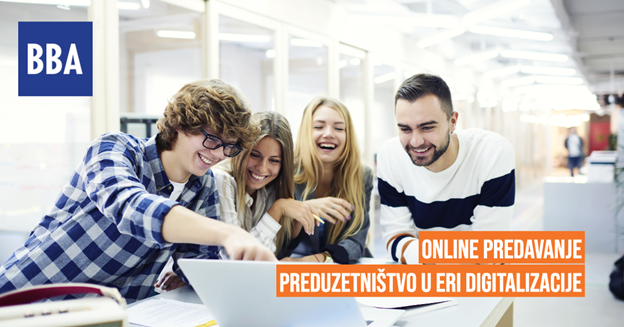 BBA
ONLINE PREDAVANJE
PREDUZETNIŠTVO U ERI DIGITALIZACIJE